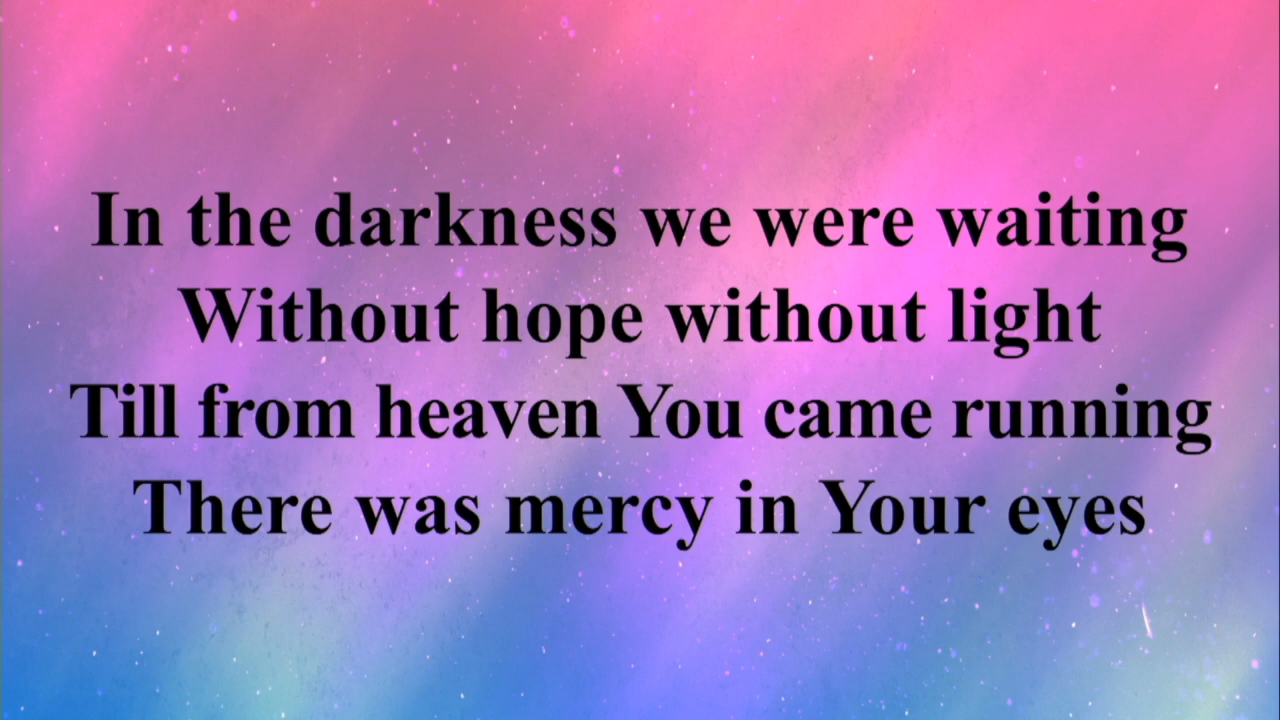 In the darkness we were waiting
Without hope without light
Till from heaven You came running
There was mercy in Your eyes